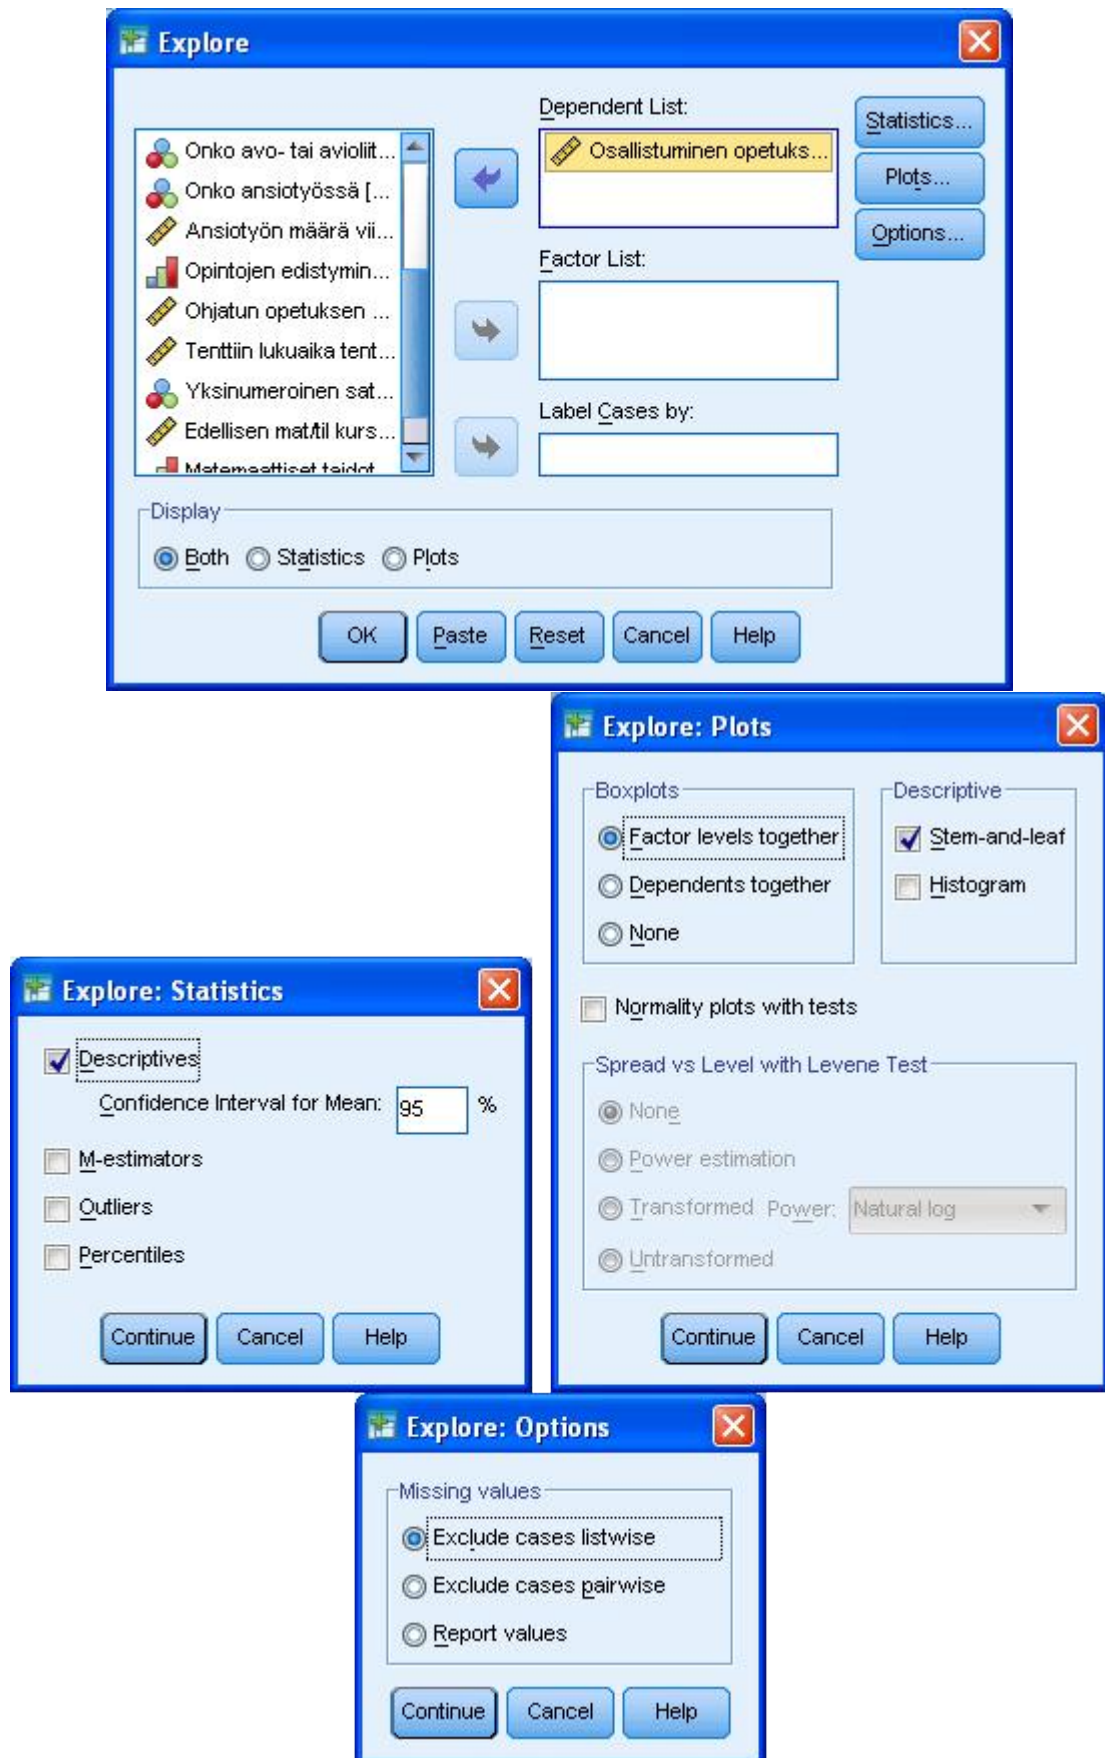 Explore
Dependent List:
Statistics...
Onko avo- tai avioliit...
Osallistuminen opetuks...
Onko ansiotyössä [...
Plots...
Ansiotyön määrä vii...
Options...
Opintojen edistymin...
Factor List:
Ohjatun opetuksen ...
Tenttiin lukuaika tent...
Yksinumeroinen sat...
Edellisen mat/til kurs...
Label Cases by:
Matemaattiset taidot
Display
Both Statistics Plots
OK Paste Reset Cancel Help
Explore: Plots
Boxplots
Descriptive
Factor levels together
Stem-and-leaf
Dependents together
Histogram
None
Normality plots with tests
Spread vs Level with Levene Test
None
Power estimation
Transformed Power: Natural log
Untransformed
Continue Cancel Help
Explore: Statistics
Descriptives
Confidence Interval for Mean: 95 %
M-estimators
Outliers
Percentiles
Continue Cancel Help
Explore: Options
Missing values
Exclude cases listwise
Exclude cases pairwise
Report values
Continue Cancel Help